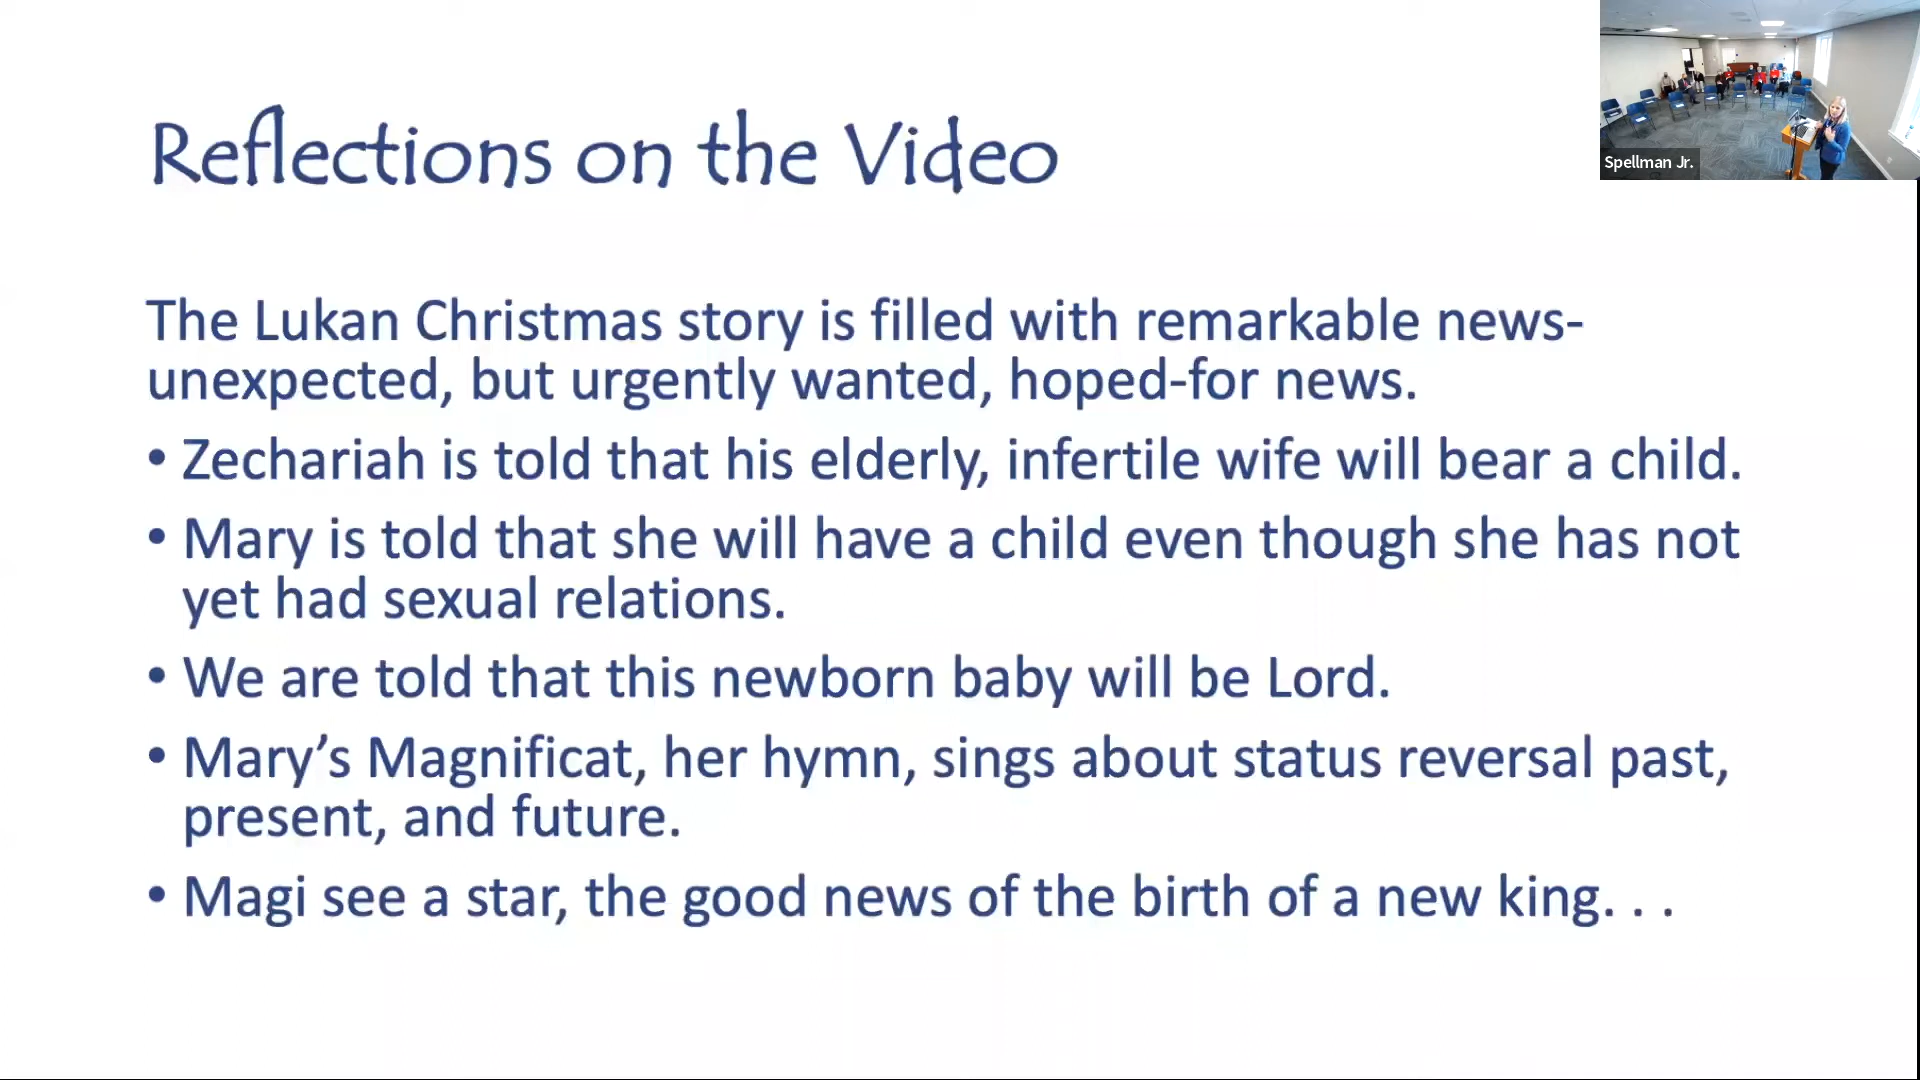 Reflections on the Video
Spellman Jr.
The Lukan Christmas story is filled with remarkable news-
unexpected, but urgently wanted, hoped-for news.
• Zechariah is told that his elderly, infertile wife will bear a child.
• Mary is told that she will have a child even though she has not
yet had sexual relations.
• We are told that this newborn baby will be Lord.
• Mary’s Magnificat, her hymn, sings about status reversal past,
present, and future.
• Magi see a star, the good news of the birth of a new king. . .